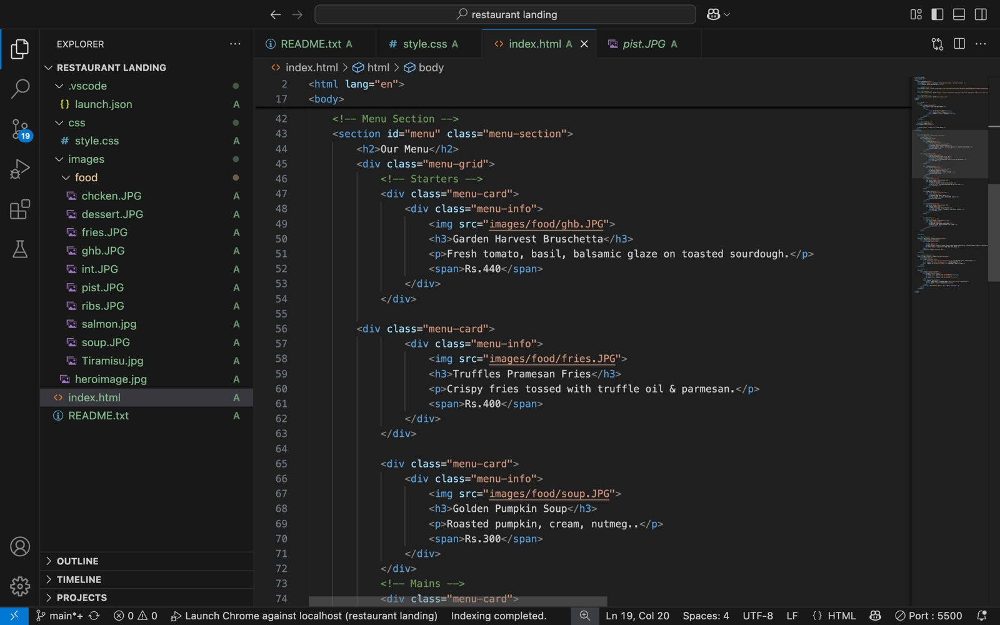 restaurant landing
EXPLORER
RESTAURANT LANDING
.vscode
{} launch.json A
css
# style.css A
images
food
chcken.JPG A
dessert.JPG A
fries.JPG A
ghb.JPG A
int.JPG A
pist.JPG A
ribs.JPG A
salmon.jpg A
soup.JPG A
Tiramisu.jpg A
heroimage.jpg A
<> index.html A
README.txt A
OUTLINE
TIMELINE
PROJECTS
19
README.txt A
# style.css A
<> index.html A
pist.JPG A
<> index.html > html > body
2 <html lang="en">
17 <body>
42 <!-- Menu Section -->
43 <section id="menu" class="menu-section">
44 <h2>Our Menu</h2>
45 <div class="menu-grid">
46 <!-- Starters -->
47 <div class="menu-card">
48 <div class="menu-info">
49 <img src="images/food/ghb.JPG">
50 <h3>Garden Harvest Bruschetta</h3>
51 <p>Fresh tomato, basil, balsamic glaze on toasted sourdough.</p>
52 <span>Rs.440</span>
53 </div>
54 </div>
55
56 <div class="menu-card">
57 <div class="menu-info">
58 <img src="images/food/fries.JPG">
59 <h3>Truffles Pramesan Fries</h3>
60 <p>Crispy fries tossed with truffle oil & parmesan.</p>
61 <span>Rs.400</span>
62 </div>
63 </div>
64
65 <div class="menu-card">
66 <div class="menu-info">
67 <img src="images/food/soup.JPG">
68 <h3>Golden Pumpkin Soup</h3>
69 <p>Roasted pumpkin, cream, nutmeg..</p>
70 <span>Rs.300</span>
71 </div>
72 </div>
73 <!-- Mains -->
74 <div class="menu-card">
main*+ 0 0 Launch Chrome against localhost (restaurant landing) Indexing completed. Ln 19, Col 20 Spaces: 4 UTF-8 LF {} HTML Port : 5500